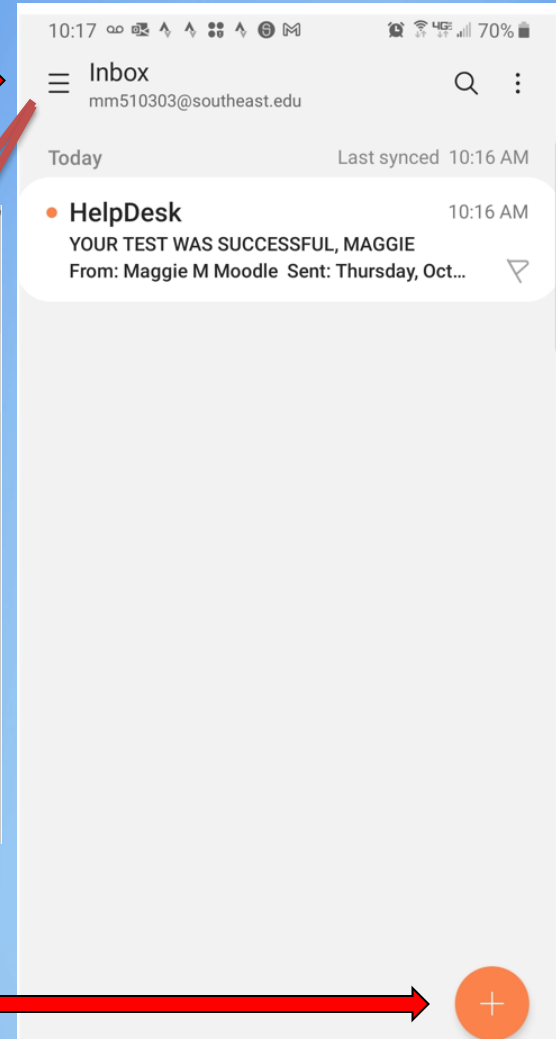 10:17 4GE 70%
Inbox
mm510303@southeast.edu
Today Last synced 10:16 AM
HelpDesk 10:16 AM
YOUR TEST WAS SUCCESSFUL, MAGGIE
From: Maggie M Moodle Sent: Thursday, Oct...